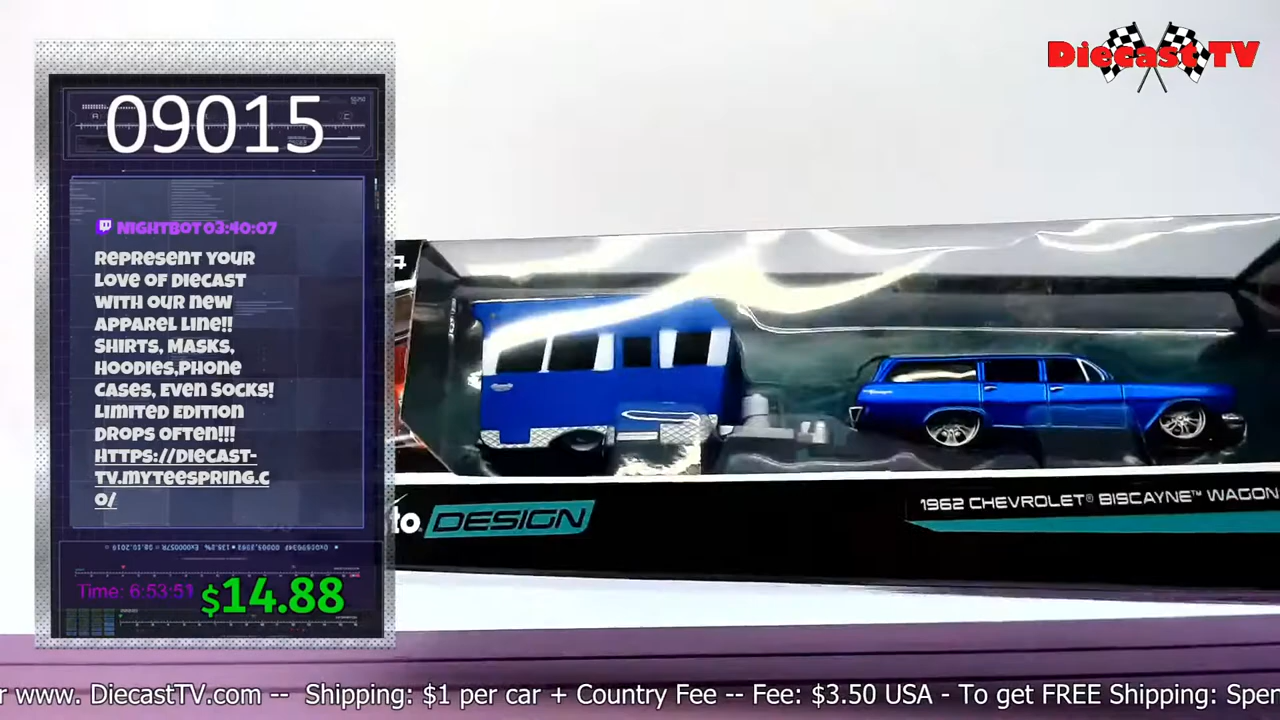 Diecast TV
09015
NIGHTBOT 03:40:07
REPRESENT YOUR
LOVE OF DIECAST
WITH OUR NEW
APPAREL LINE!!
SHIRTS, MASKS,
HOODIES,PHONE
CASES, EVEN SOCKS!
LIMITED EDITION
DROPS OFTEN!!!
HTTPS://DIECAST-
TV.MYTEESPRING.C
O/
Time: 6:53:51
$14.88
to DESIGN
1962 CHEVROLET® BISCAYNE™ WAGON
www. DiecastTV.com -- Shipping: $1 per car + Country Fee -- Fee: $3.50 USA - To get FREE Shipping: Spen